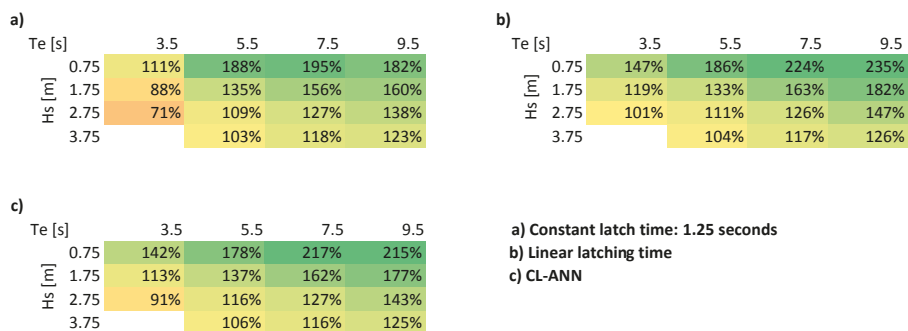 a)
Te [s] 3.5 5.5 7.5 9.5
Hs [m]
0.75 111% 188% 195% 182%
1.75 88% 135% 156% 160%
2.75 71% 109% 127% 138%
3.75 103% 118% 123%
b)
Te [s] 3.5 5.5 7.5 9.5
Hs [m]
0.75 147% 186% 224% 235%
1.75 119% 133% 163% 182%
2.75 101% 111% 126% 147%
3.75 104% 117% 126%
c)
Te [s] 3.5 5.5 7.5 9.5
Hs [m]
0.75 142% 178% 217% 215%
1.75 113% 137% 162% 177%
2.75 91% 116% 127% 143%
3.75 106% 116% 125%
a) Constant latch time: 1.25 seconds
b) Linear latching time
c) CL-ANN